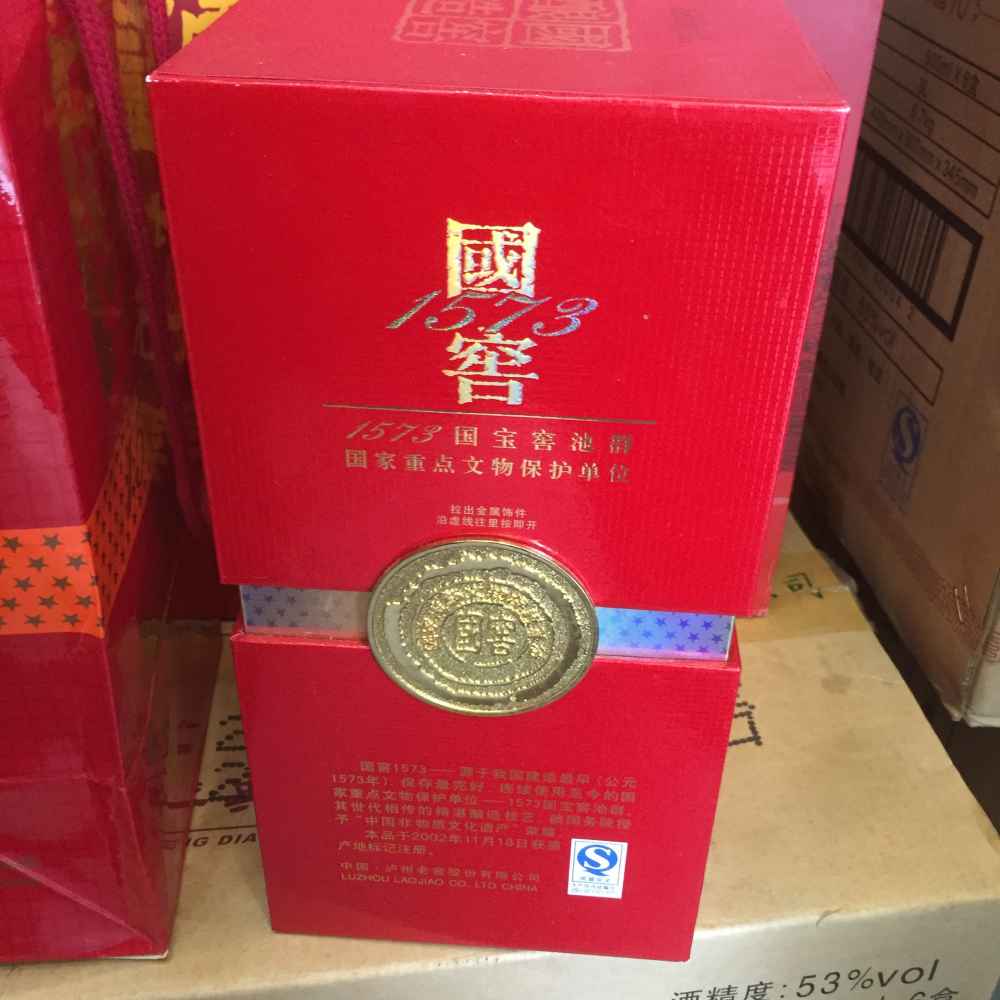 國
1573
窖
1573 国宝窖池群
国家重点文物保护单位
拉出金属饰件
沿虚线往里按即开
国窖
国窖1573——源于我国建造最早(公元
1573年)、保存最完好、连续使用至今的国
家重点文物保护单位——1573国宝窖池群,
其世代相传的精湛酿造技艺,被国务院授
予“中国非物质文化遗产”荣耀。
本品于2002年11月18日获原
产地标记注册。
中国·泸州老窖股份有限公司
LUZHOU LAOJIAO CO. LTD CHINA
酒精度:53%vol